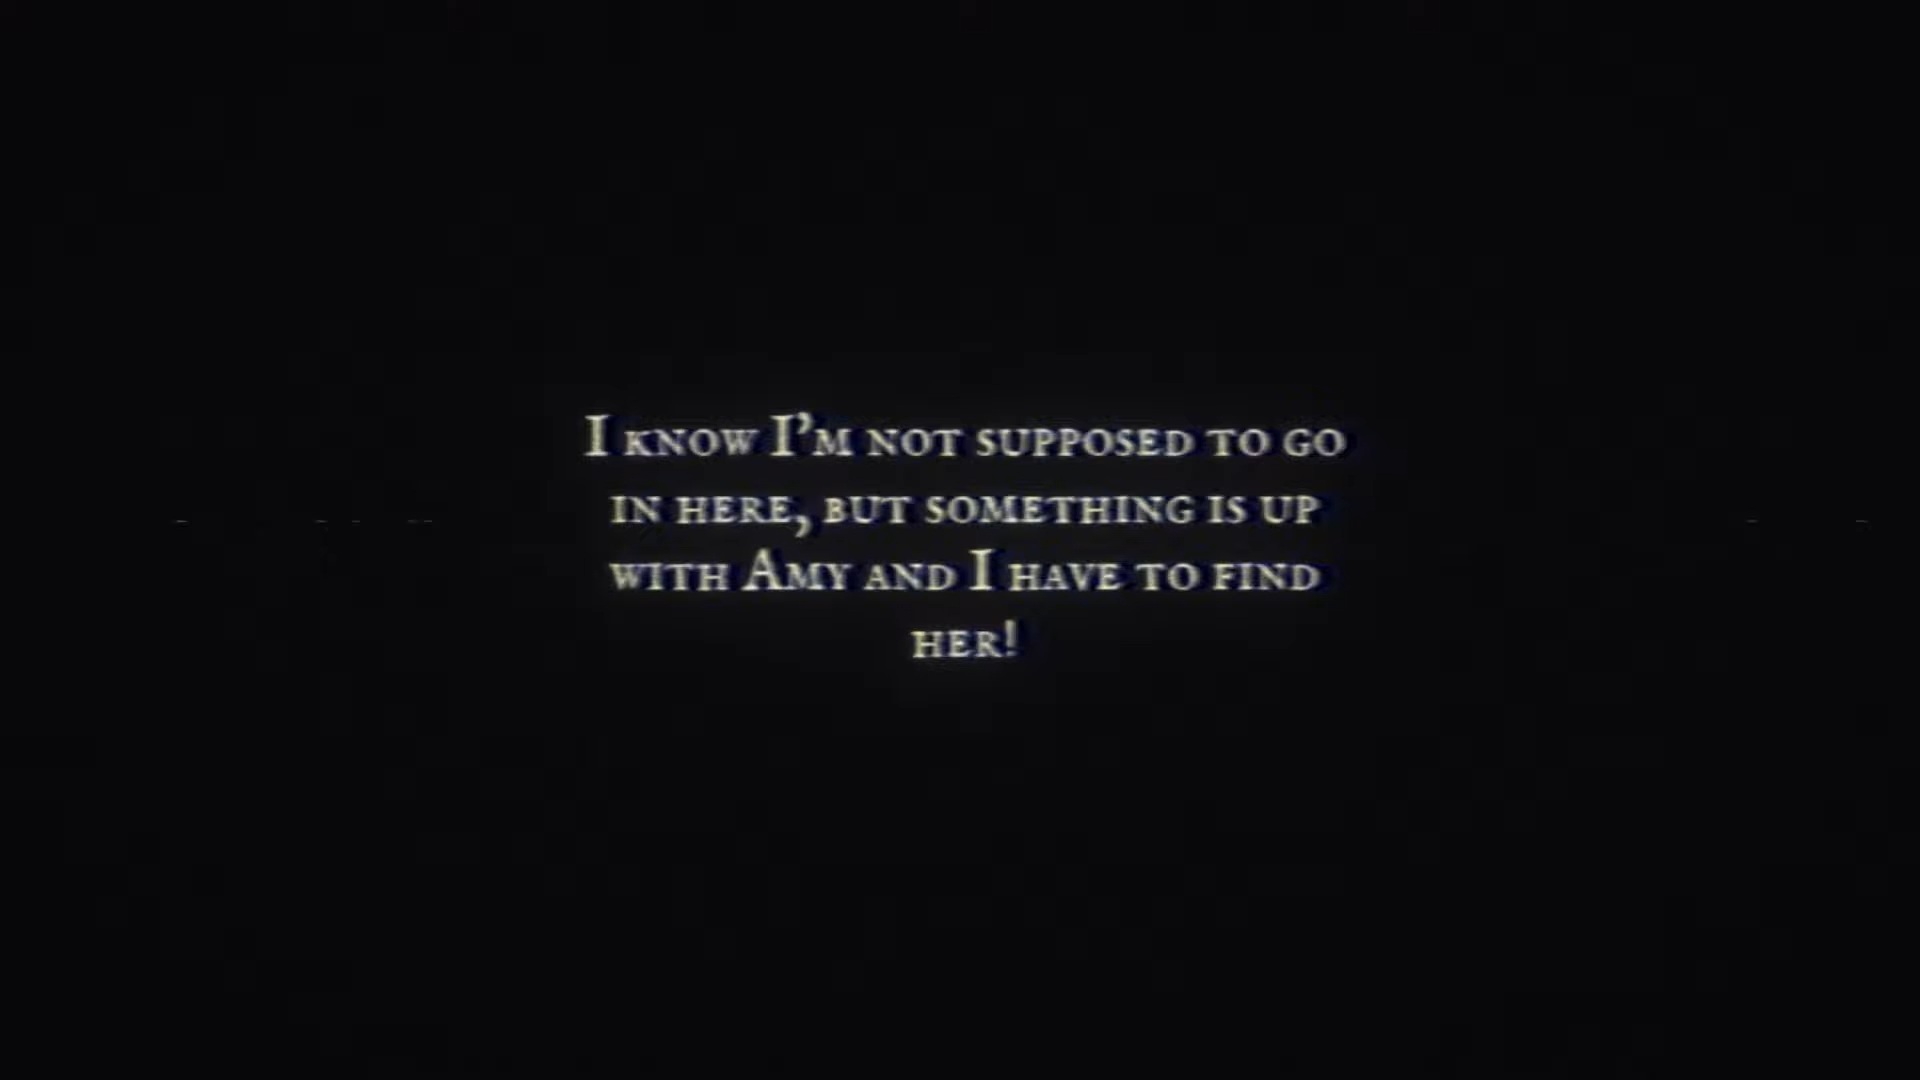 I know I'm not supposed to go
in here, but something is up
with Amy and I have to find
her!